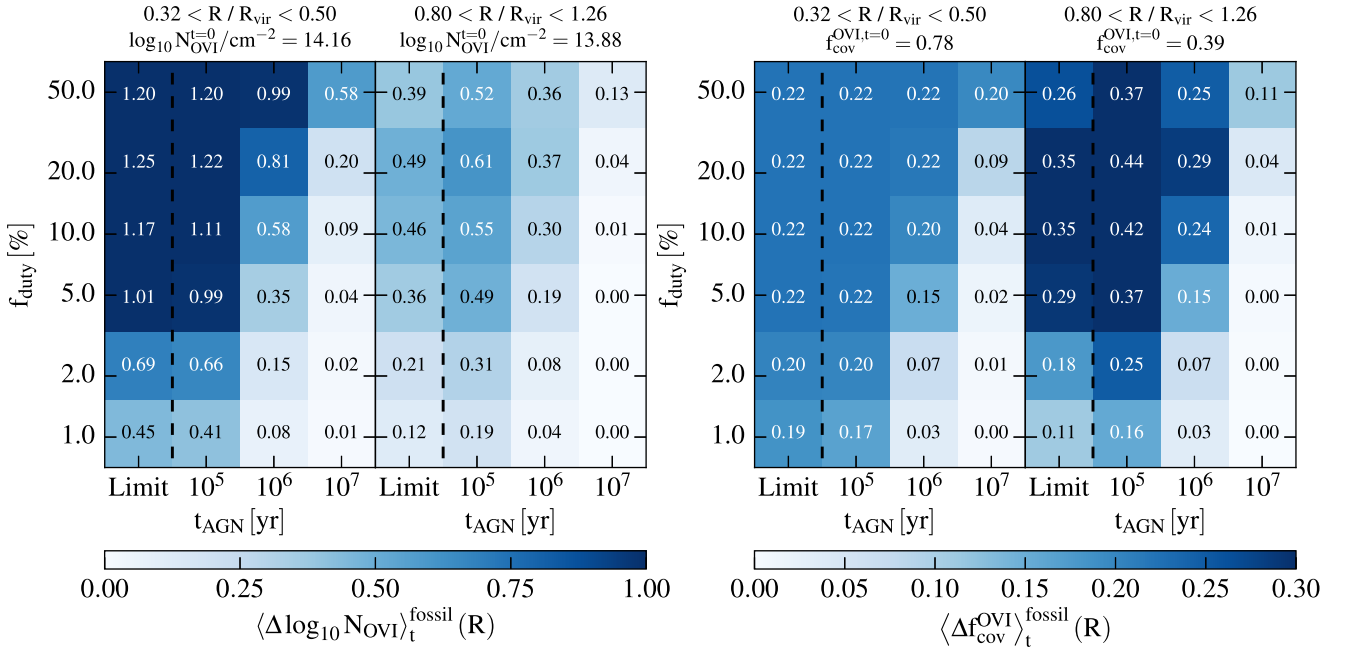 0.32 < R / R_vir < 0.50 0.80 < R / R_vir < 1.26 0.32 < R / R_vir < 0.50 0.80 < R / R_vir < 1.26
log_10 N_OVI^t=0/cm^−2 = 14.16 log_10 N_OVI^t=0/cm^−2 = 13.88 f_cov^OVI,t=0 = 0.78 f_cov^OVI,t=0 = 0.39
50.0 1.20 1.20 0.99 0.58 0.39 0.52 0.36 0.13 50.0 0.22 0.22 0.22 0.20 0.26 0.37 0.25 0.11
20.0 1.25 1.22 0.81 0.20 0.49 0.61 0.37 0.04 20.0 0.22 0.22 0.22 0.09 0.35 0.44 0.29 0.04
10.0 1.17 1.11 0.58 0.09 0.46 0.55 0.30 0.01 10.0 0.22 0.22 0.20 0.04 0.35 0.42 0.24 0.01
f_duty [%] f_duty [%]
5.0 1.01 0.99 0.35 0.04 0.36 0.49 0.19 0.00 5.0 0.22 0.22 0.15 0.02 0.29 0.37 0.15 0.00
2.0 0.69 0.66 0.15 0.02 0.21 0.31 0.08 0.00 2.0 0.20 0.20 0.07 0.01 0.18 0.25 0.07 0.00
1.0 0.45 0.41 0.08 0.01 0.12 0.19 0.04 0.00 1.0 0.19 0.17 0.03 0.00 0.11 0.16 0.03 0.00
Limit 10^5 10^6 10^7 Limit 10^5 10^6 10^7 Limit 10^5 10^6 10^7 Limit 10^5 10^6 10^7
t_AGN [yr] t_AGN [yr] t_AGN [yr] t_AGN [yr]
0.00 0.25 0.50 0.75 1.00 0.00 0.05 0.10 0.15 0.20 0.25 0.30
⟨Δlog_10 N_OVI⟩_t^fossil (R) ⟨Δf_cov^OVI⟩_t^fossil (R)